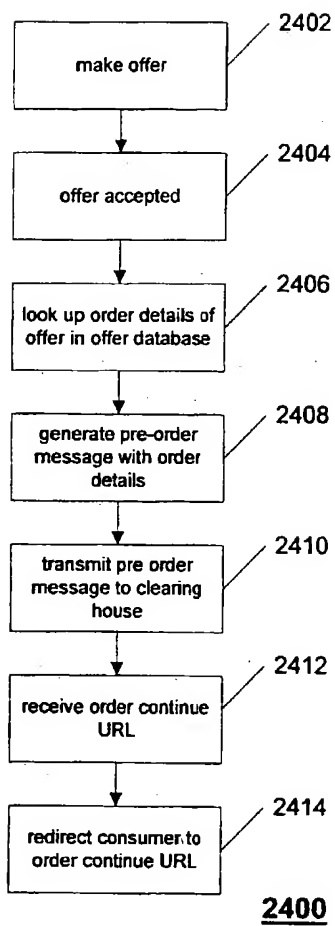 2402
make offer
2404
offer accepted
2406
look up order details of
offer in offer database
2408
generate pre-order
message with order
details
2410
transmit pre order
message to clearing
house
2412
receive order continue
URL
2414
redirect consumer to
order continue URL
2400